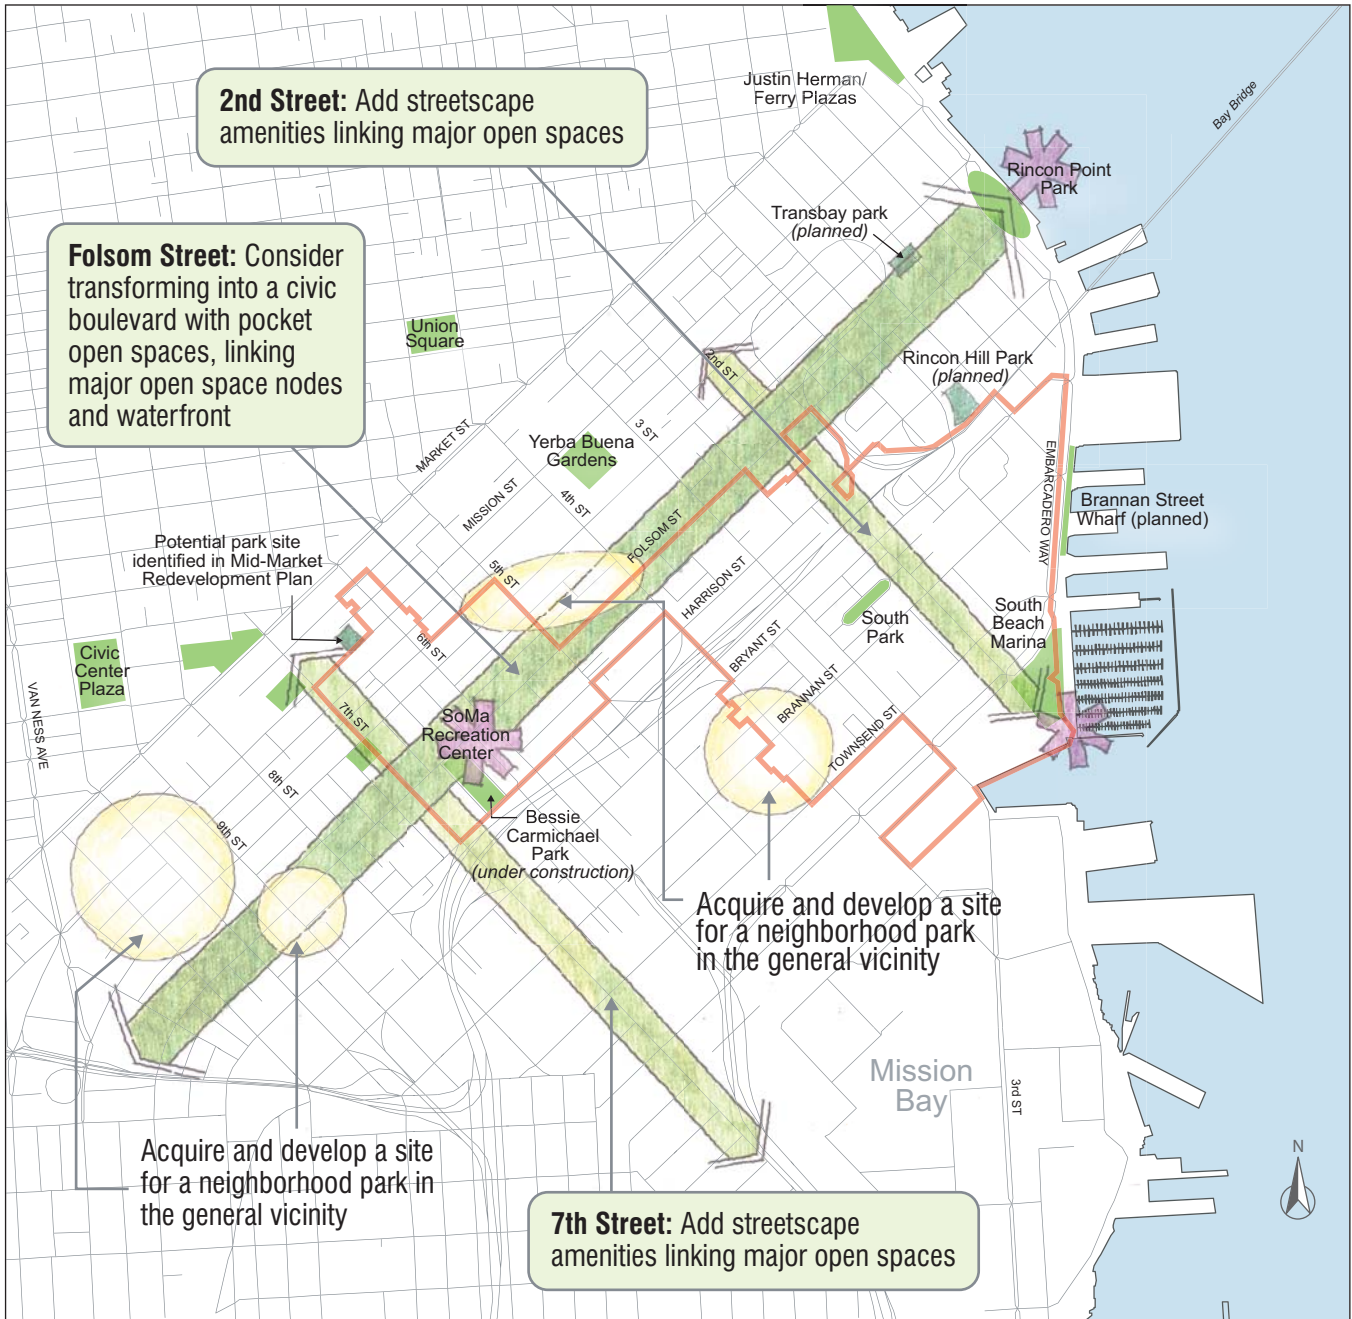 Justin Herman/
Ferry Plazas
Bay Bridge
2nd Street: Add streetscape
amenities linking major open spaces
Rincon Point
Park
Transbay park
(planned)
Folsom Street: Consider
transforming into a civic
boulevard with pocket
open spaces, linking
major open space nodes
and waterfront
Union
Square
2nd ST
Rincon Hill Park
(planned)
MARKET ST
3 ST
Yerba Buena
Gardens
MISSION ST
4th ST
EMBARCADERO WAY
Brannan Street
Wharf (planned)
FOLSOM ST
Potential park site
identified in Mid-Market
Redevelopment Plan
5th ST
HARRISON ST
South
Park
South
Beach
Marina
6th ST
BRYANT ST
Civic
Center
Plaza
VAN NESS AVE
BRANNAN ST
7th ST
SoMa
Recreation
Center
TOWNSEND ST
8th ST
9th ST
Bessie
Carmichael
Park
(under construction)
Acquire and develop a site
for a neighborhood park
in the general vicinity
Mission
Bay
3rd ST
Acquire and develop a site
for a neighborhood park in
the general vicinity
N
7th Street: Add streetscape
amenities linking major open spaces